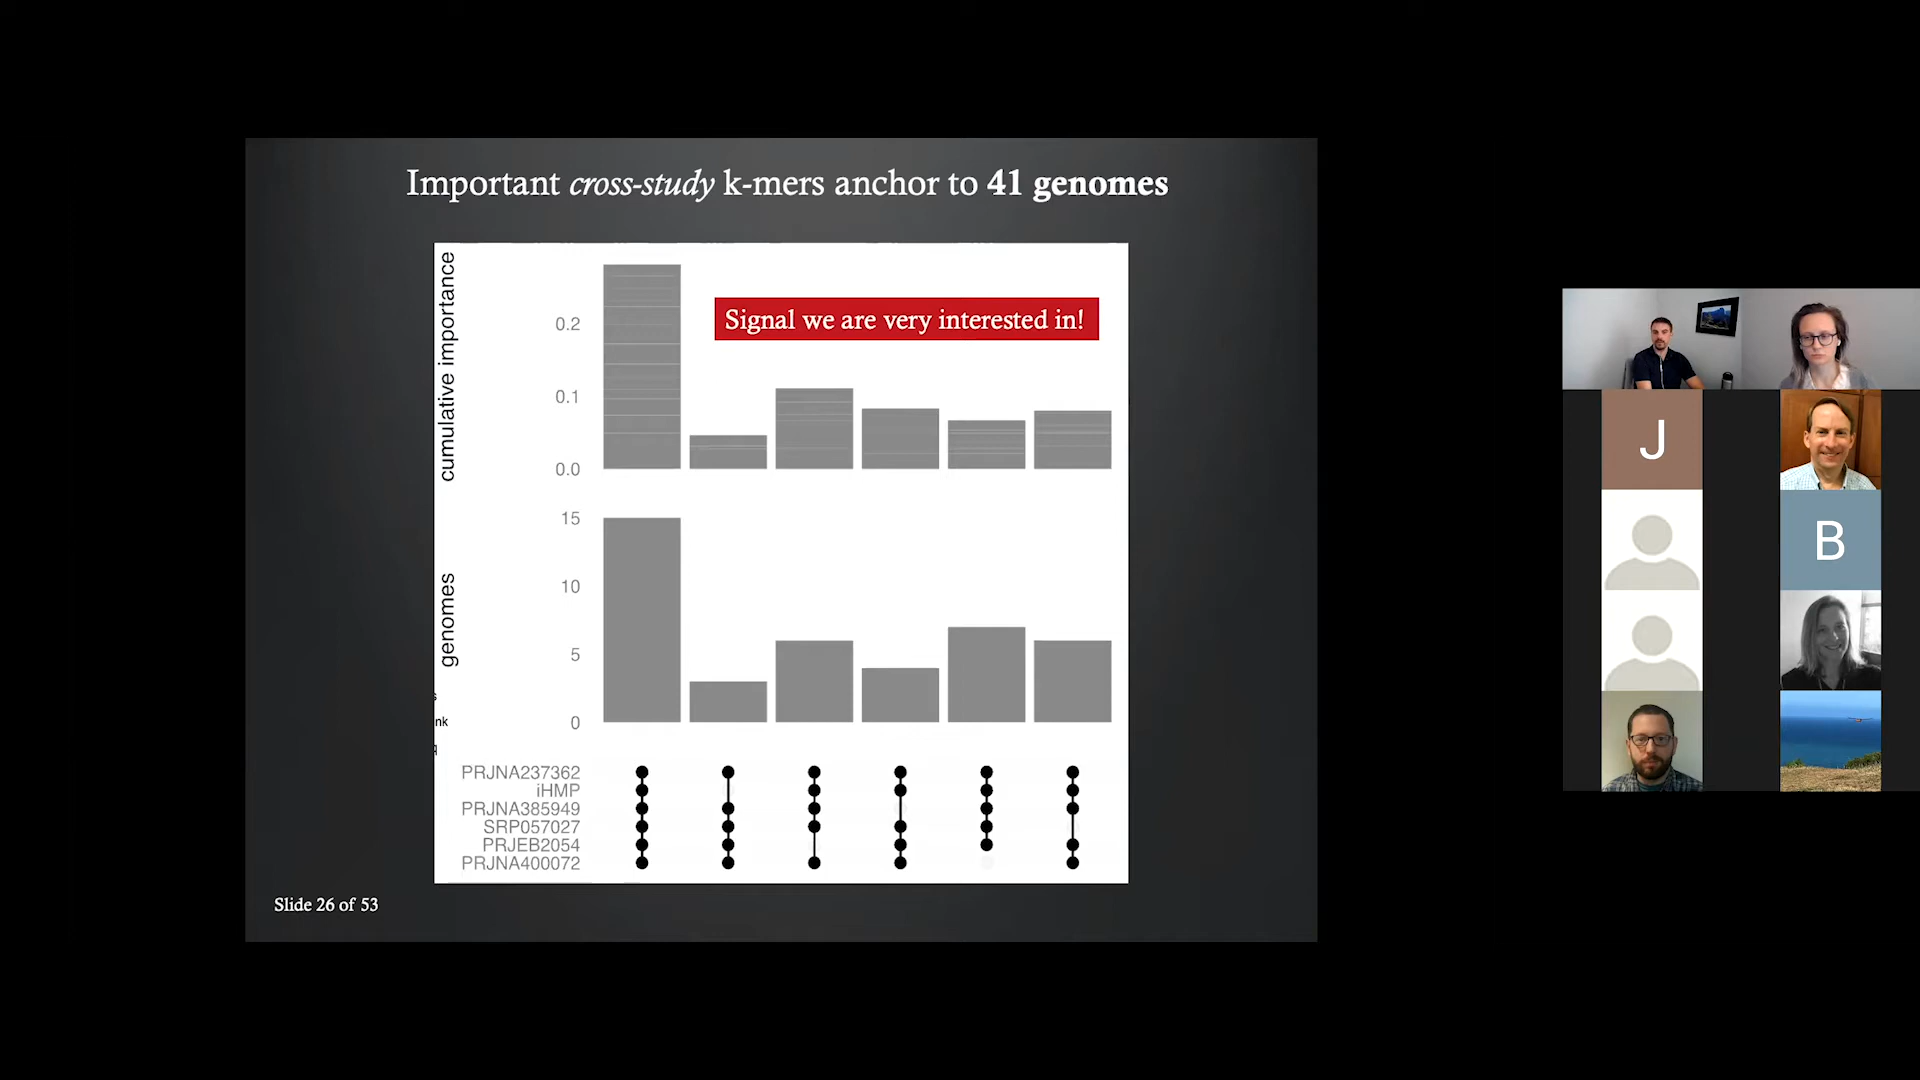 Important cross-study k-mers anchor to 41 genomes
cumulative importance
0.2
0.1
0.0
Signal we are very interested in!
genomes
15
10
5
0
nk
PRJNA237362
iHMP
PRJNA385949
SRP057027
PRJEB2054
PRJNA400072
Slide 26 of 53
J
B